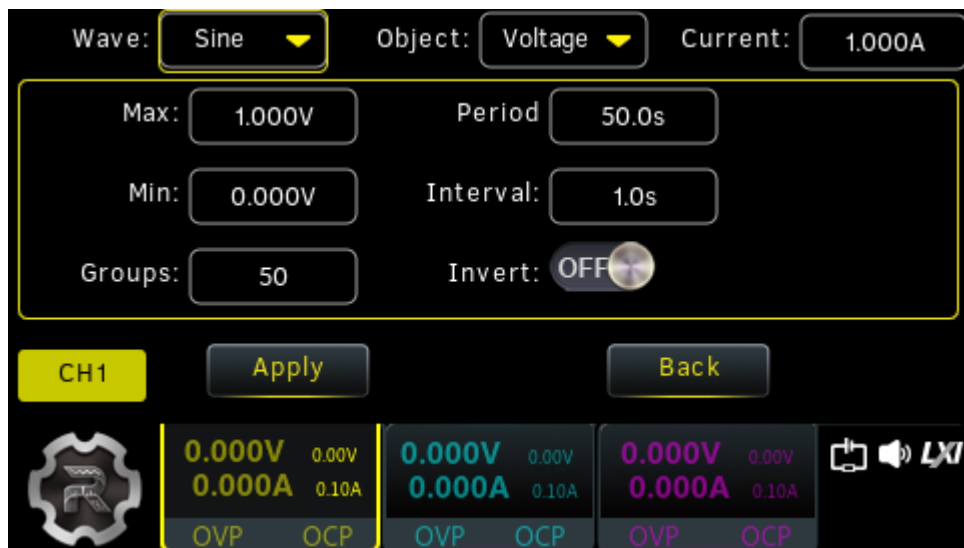 Wave: Sine Object: Voltage Current: 1.000A
Max: 1.000V Period 50.0s
Min: 0.000V Interval: 1.0s
Groups: 50 Invert: OFF
CH1 Apply Back
0.000V 0.00V 0.000V 0.00V 0.000V 0.00V LXI
0.000A 0.10A 0.000A 0.10A 0.000A 0.10A
R
OVP OCP OVP OCP OVP OCP